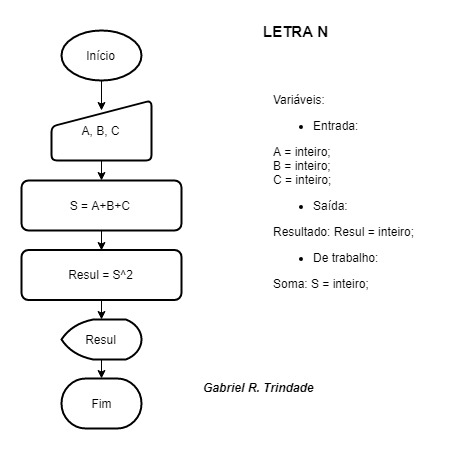 LETRA N
Início
A, B, C
S = A+B+C
Resul = S^2
Resul
Fim
Variáveis:
• Entrada:
A = inteiro;
B = inteiro;
C = inteiro;
• Saída:
Resultado: Resul = inteiro;
• De trabalho:
Soma: S = inteiro;
Gabriel R. Trindade